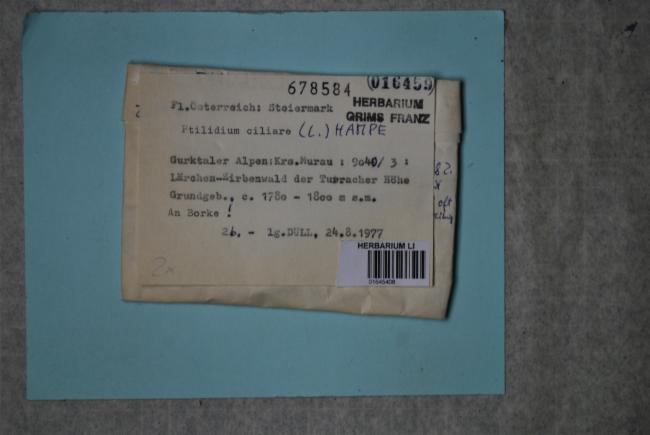 678584 (016459)
HERBARIUM
GRIMS FRANZ
Fl.Österreich: Steiermark
Ptilidium ciliare (L.) HAMPE
Gurktaler Alpen:Krs.Murau : 9040/3 :
Lärchen-Zirbenwald der Turracher Höhe
Grundgeb., c. 1780 - 1800 m s.m.
An Borke !
26. - lg.DÜLL, 24.8.1977
2x
HERBARIUM LI
01645408
oft